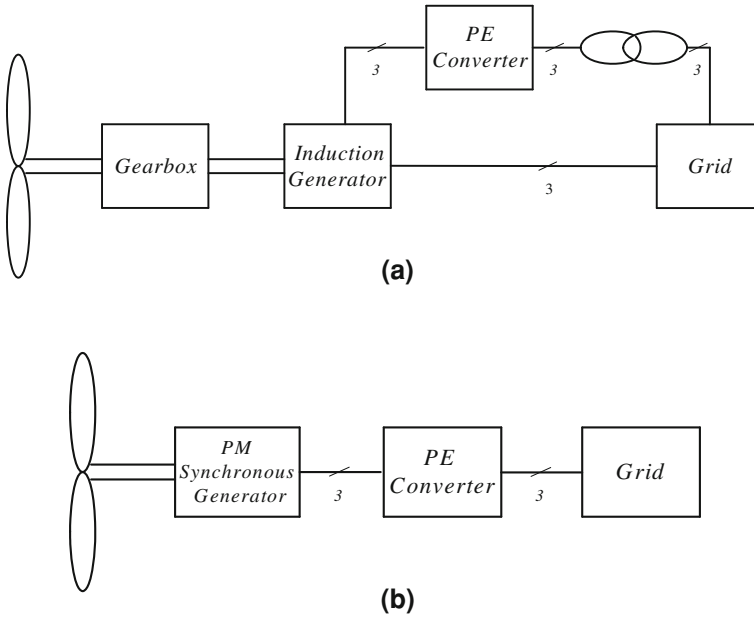 PE
Converter
3
3
3
Gearbox
Induction
Generator
Grid
3
(a)
PM
Synchronous
Generator
PE
Converter
Grid
3
3
(b)